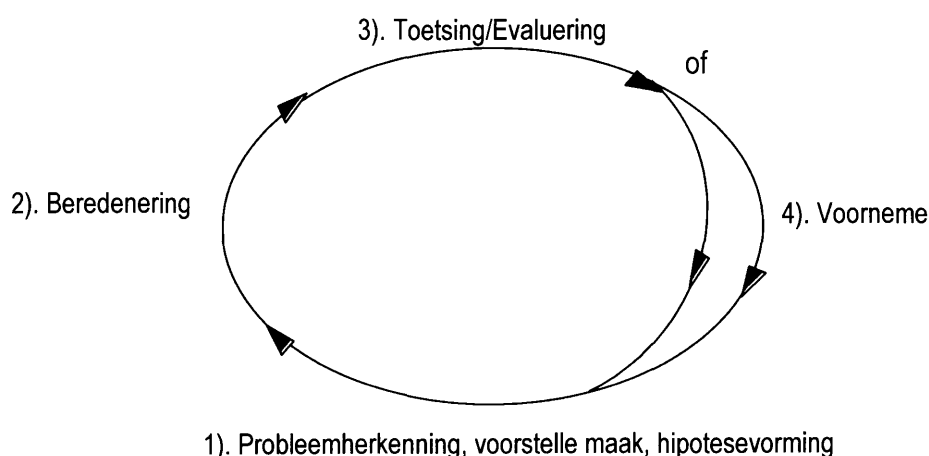 3). Toetsing/Evaluering
of
2). Beredenering
4). Voorneme
1). Probleemherkenning, voorstelle maak, hipotesevorming